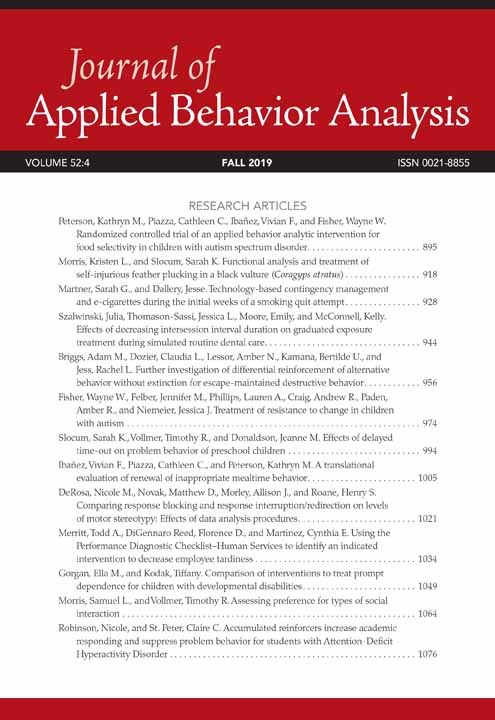 Journal of
Applied Behavior Analysis
VOLUME 52:4 FALL 2019 ISSN 0021-8855
RESEARCH ARTICLES
Peterson, Kathryn M., Piazza, Cathleen C., Ibañez, Vivian F., and Fisher, Wayne W.
Randomized controlled trial of an applied behavior analytic intervention for
food selectivity in children with autism spectrum disorder. . . . . . . . . . . . . . . . . . . . . . . 895
Morris, Kristen L., and Slocum, Sarah K. Functional analysis and treatment of
self-injurious feather plucking in a black vulture (Coragyps atratus) . . . . . . . . . . . . . . . . 918
Martner, Sarah G., and Dallery, Jesse. Technology-based contingency management
and e-cigarettes during the initial weeks of a smoking quit attempt. . . . . . . . . . . . . . . . 928
Szalwinski, Julia, Thomason-Sassi, Jessica L., Moore, Emily, and McConnell, Kelly.
Effects of decreasing intersession interval duration on graduated exposure
treatment during simulated routine dental care. . . . . . . . . . . . . . . . . . . . . . . . . . . . . . . . 944
Briggs, Adam M., Dozier, Claudia L., Lessor, Amber N., Kamana, Bertilde U., and
Jess, Rachel L. Further investigation of differential reinforcement of alternative
behavior without extinction for escape-maintained destructive behavior. . . . . . . . . . . . 956
Fisher, Wayne W., Felber, Jennifer M., Phillips, Lauren A., Craig, Andrew R., Paden,
Amber R., and Niemeier, Jessica J. Treatment of resistance to change in children
with autism . . . . . . . . . . . . . . . . . . . . . . . . . . . . . . . . . . . . . . . . . . . . . . . . . . . . . . . . . . . . 974
Slocum, Sarah K., Vollmer, Timothy R., and Donaldson, Jeanne M. Effects of delayed
time-out on problem behavior of preschool children . . . . . . . . . . . . . . . . . . . . . . . . . . . 994
Ibañez, Vivian F., Piazza, Cathleen C., and Peterson, Kathryn M. A translational
evaluation of renewal of inappropriate mealtime behavior. . . . . . . . . . . . . . . . . . . . . . . 1005
DeRosa, Nicole M., Novak, Matthew D., Morley, Allison J., and Roane, Henry S.
Comparing response blocking and response interruption/redirection on levels
of motor stereotypy: Effects of data analysis procedures. . . . . . . . . . . . . . . . . . . . . . . . . 1021
Merritt, Todd A., DiGennaro Reed, Florence D., and Martinez, Cynthia E. Using the
Performance Diagnostic Checklist–Human Services to identify an indicated
intervention to decrease employee tardiness . . . . . . . . . . . . . . . . . . . . . . . . . . . . . . . . . 1034
Gorgan, Ella M., and Kodak, Tiffany. Comparison of interventions to treat prompt
dependence for children with developmental disabilities. . . . . . . . . . . . . . . . . . . . . . . . 1049
Morris, Samuel L., and Vollmer, Timothy R. Assessing preference for types of social
interaction . . . . . . . . . . . . . . . . . . . . . . . . . . . . . . . . . . . . . . . . . . . . . . . . . . . . . . . . . . . . 1064
Robinson, Nicole, and St. Peter, Claire C. Accumulated reinforcers increase academic
responding and suppress problem behavior for students with Attention-Deficit
Hyperactivity Disorder . . . . . . . . . . . . . . . . . . . . . . . . . . . . . . . . . . . . . . . . . . . . . . . . . . 1076